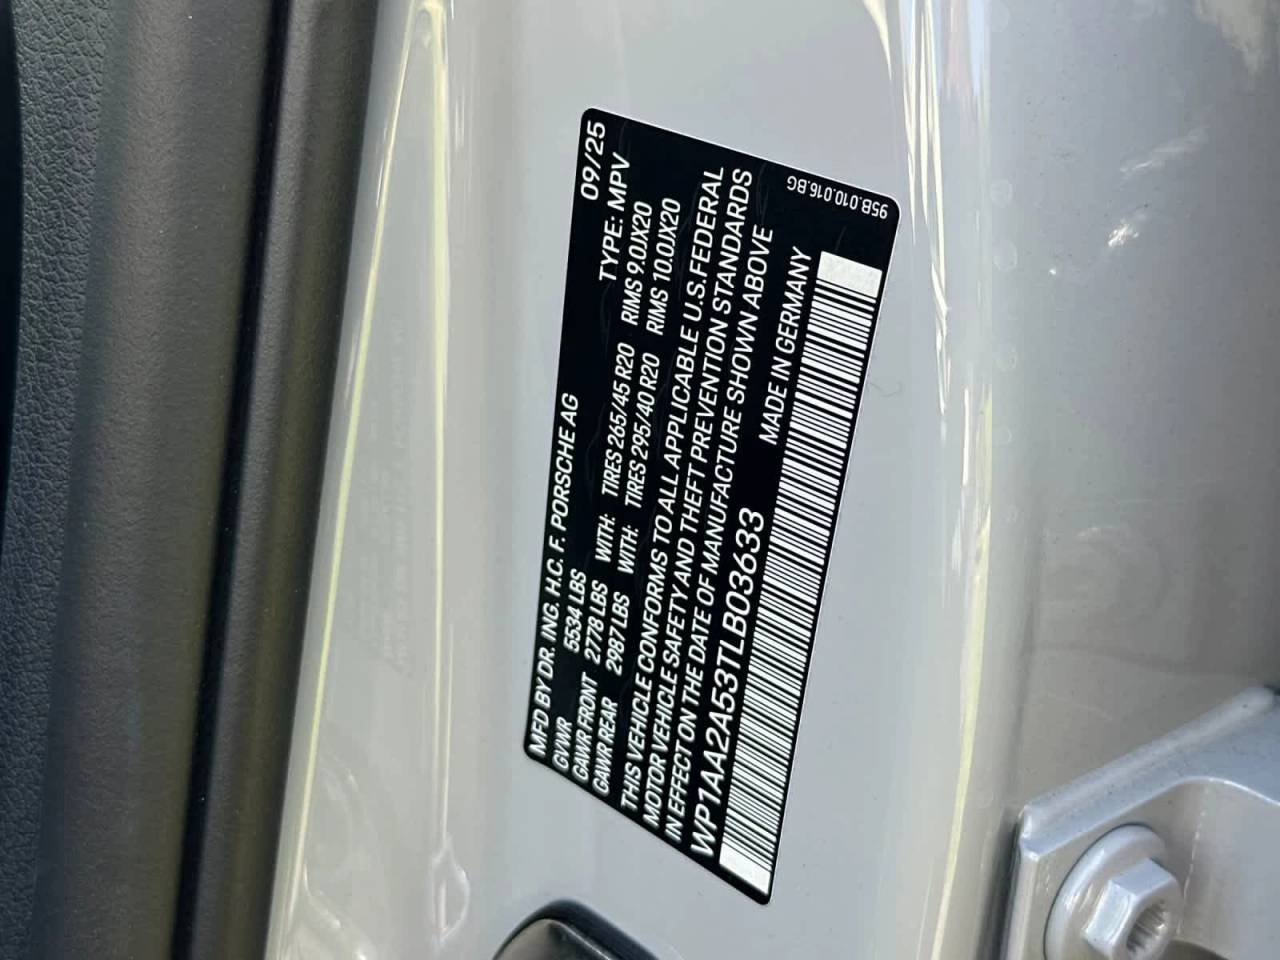 09/25
MFD BY DR. ING. H.C. F. PORSCHE AG
GVWR 5534 LBS TYPE: MPV
GAWR FRONT 2778 LBS WITH: TIRES 265/45 R20 RIMS 9.0JX20
GAWR REAR 2987 LBS WITH: TIRES 295/40 R20 RIMS 10.0JX20
THIS VEHICLE CONFORMS TO ALL APPLICABLE U.S.FEDERAL
MOTOR VEHICLE SAFETY AND THEFT PREVENTION STANDARDS
IN EFFECT ON THE DATE OF MANUFACTURE SHOWN ABOVE
WP1AA2A53TLB03633 MADE IN GERMANY
95B.010.016.BG